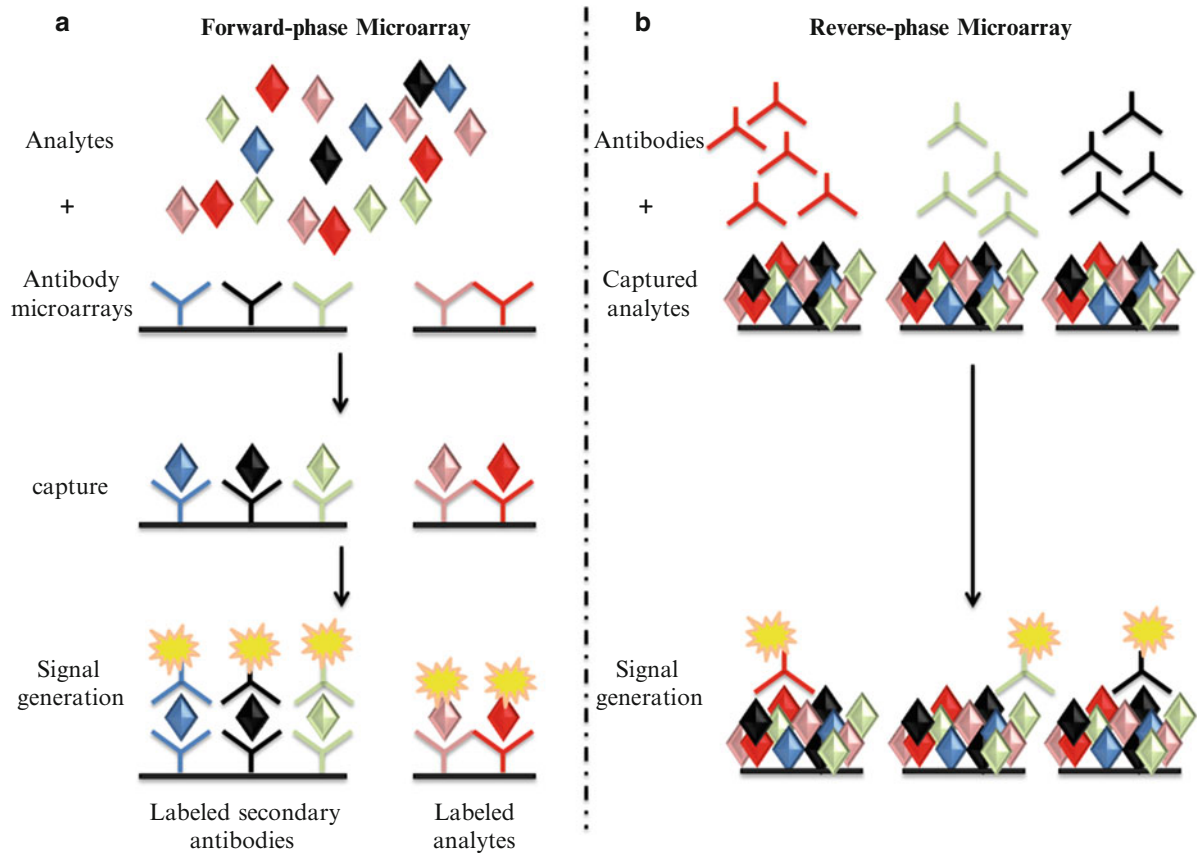 a
Forward-phase Microarray
Analytes
+
Antibody
microarrays
capture
Signal
generation
Labeled secondary
antibodies
Labeled
analytes
b
Reverse-phase Microarray
Antibodies
+
Captured
analytes
Signal
generation